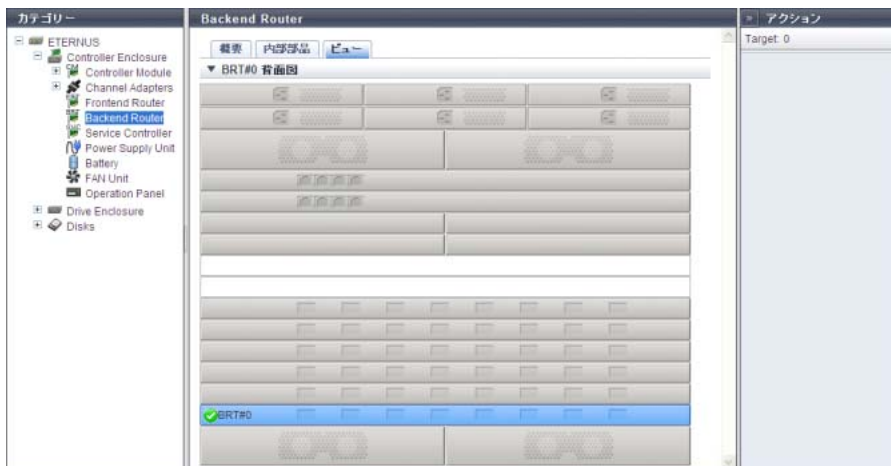 カテゴリー
ETERNUS
Controller Enclosure
Controller Module
Channel Adapters
Frontend Router
Backend Router
Service Controller
Power Supply Unit
Battery
FAN Unit
Operation Panel
Drive Enclosure
Disks
Backend Router
概要 内部部品 ビュー
▼ BRT#0 背面図
BRT#0
» アクション
Target: 0